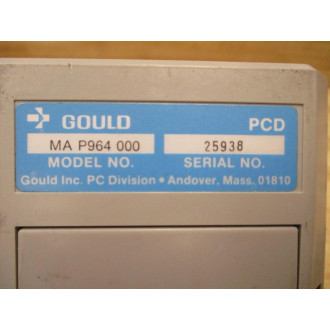 GOULD PCD
MA P964 000 25938
MODEL NO. SERIAL NO.
Gould Inc. PC Division • Andover, Mass. 01810